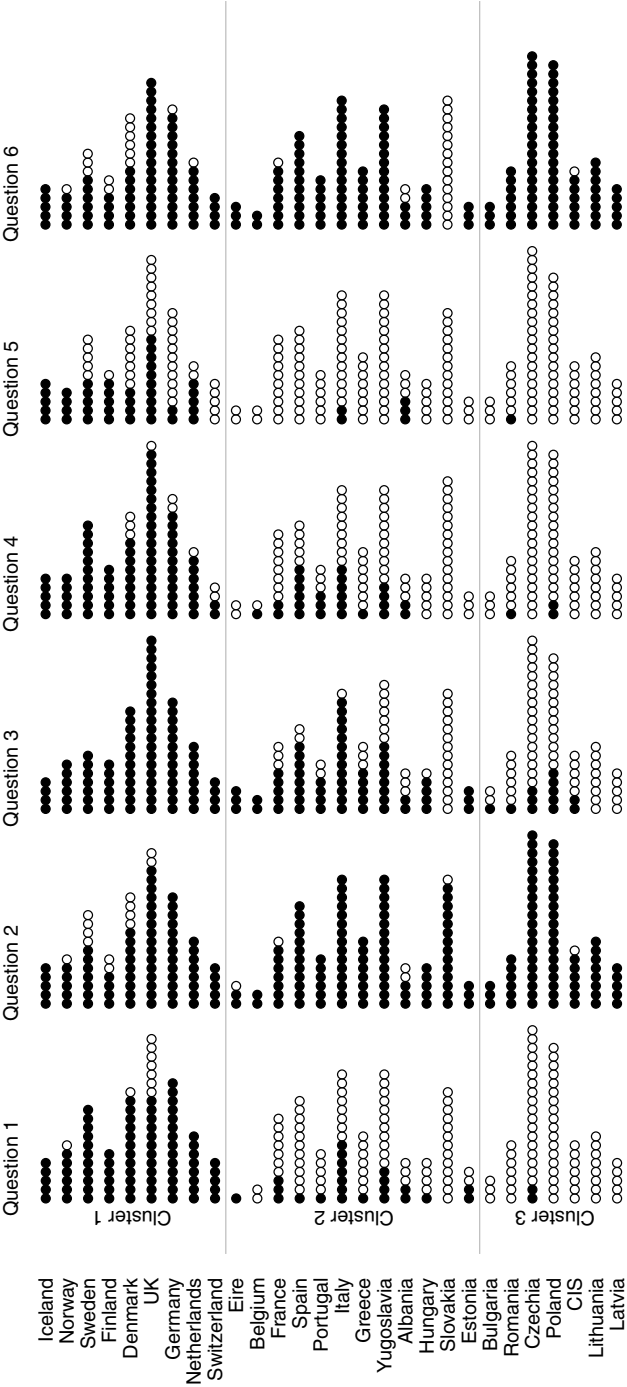 Question 1
Question 2
Question 3
Question 4
Question 5
Question 6
Cluster 1
Iceland
Norway
Sweden
Finland
Denmark
UK
Germany
Netherlands
Switzerland
Cluster 2
Eire
Belgium
France
Spain
Portugal
Italy
Greece
Yugoslavia
Albania
Hungary
Slovakia
Estonia
Cluster 3
Bulgaria
Romania
Czechia
Poland
CIS
Lithuania
Latvia